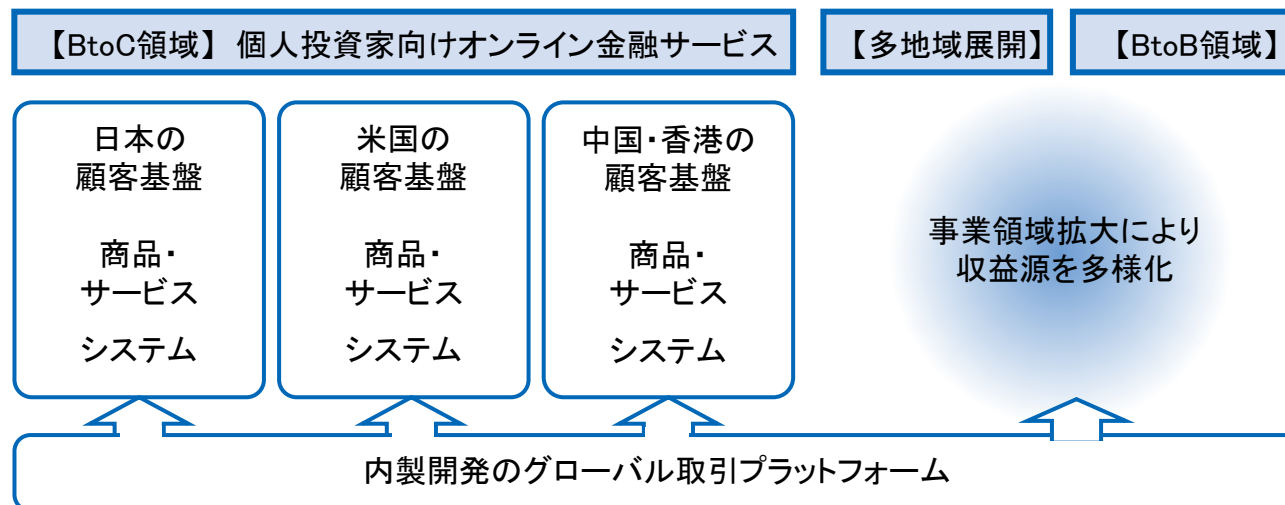 【BtoC領域】 個人投資家向けオンライン金融サービス
【多地域展開】
【BtoB領域】
日本の
顧客基盤
商品・
サービス
システム
米国の
顧客基盤
商品・
サービス
システム
中国・香港の
顧客基盤
商品・
サービス
システム
事業領域拡大により
収益源を多様化
内製開発のグローバル取引プラットフォーム